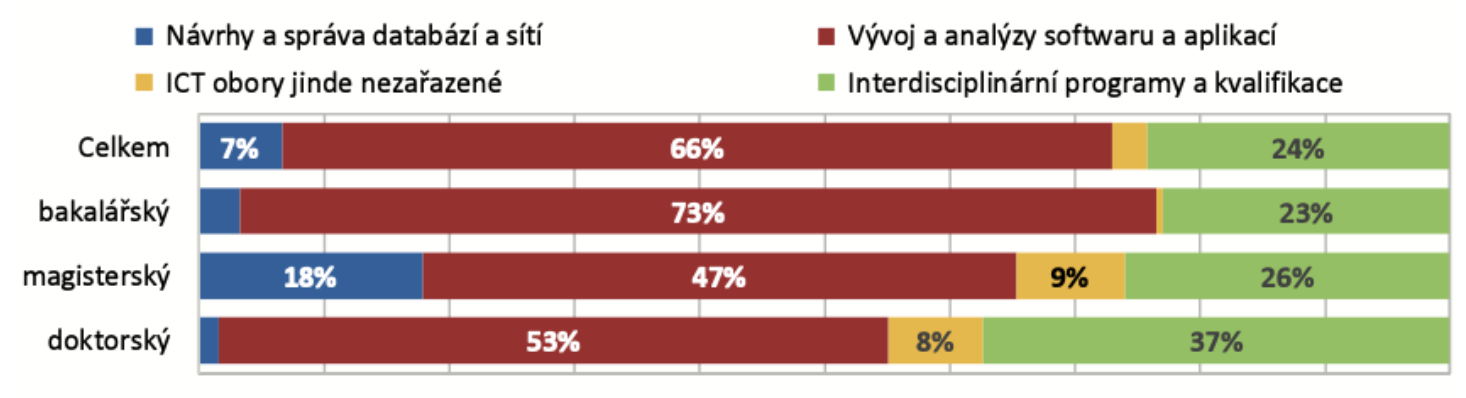 Návrhy a správa databází a sítí
Vývoj a analýzy softwaru a aplikací
ICT obory jinde nezařazené
Interdisciplinární programy a kvalifikace
Celkem 7% 66% 24%
bakalářský 73% 23%
magisterský 18% 47% 9% 26%
doktorský 53% 8% 37%